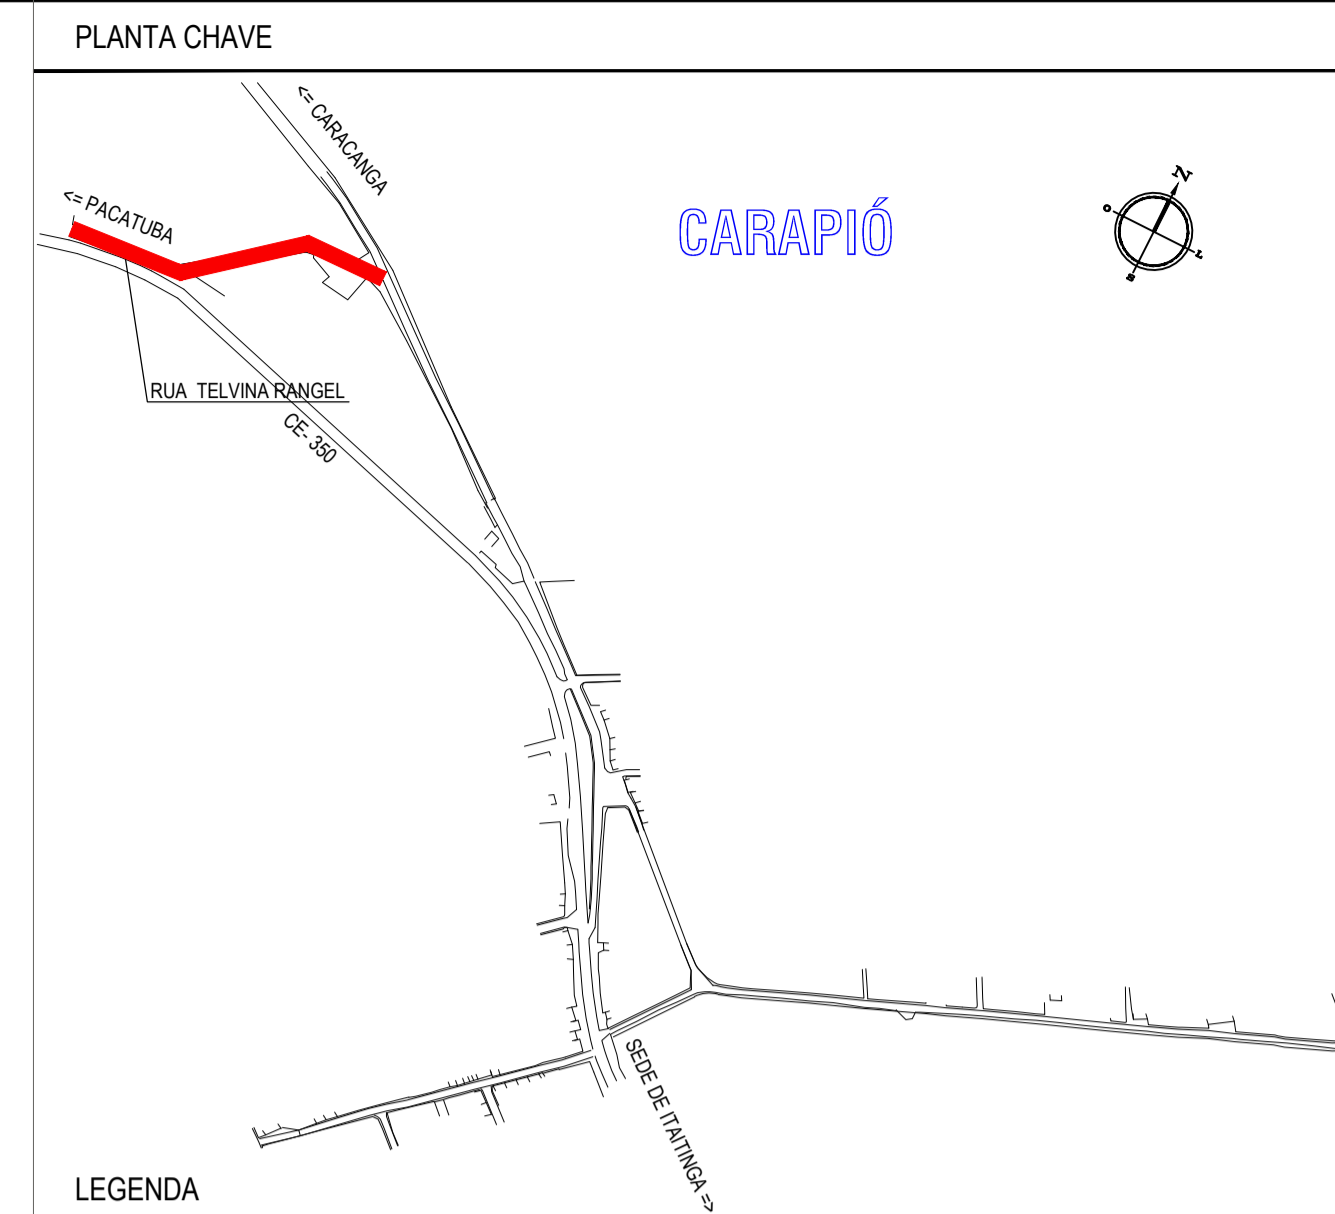 PLANTA CHAVE
<= CARACANGA
<= PACATUBA
CARAPIÓ
N
O
L
S
RUA TELVINA RANGEL
CE- 350
SEDE DE ITAITINGA =>
LEGENDA